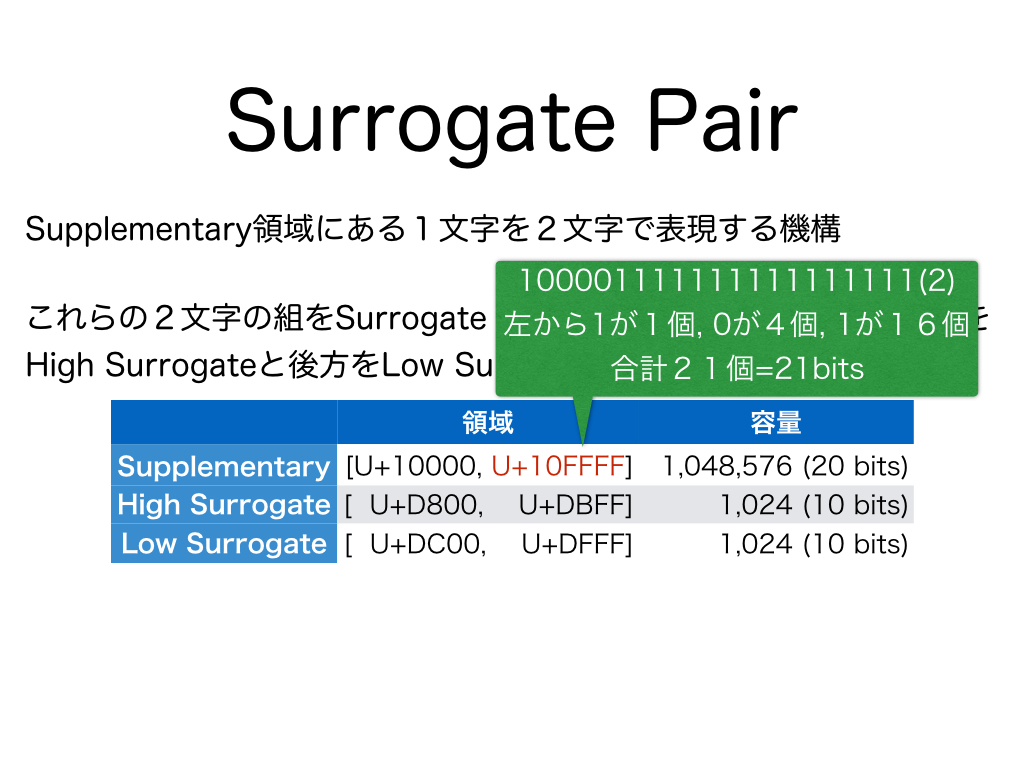 Surrogate Pair
Supplementary領域にある１文字を２文字で表現する機構
100001111111111111111(2)
左から1が１個, 0が４個, 1が１６個
合計２１個=21bits
これらの２文字の組をSurrogate
High Surrogateと後方をLow Su
領域 容量
Supplementary [U+10000, U+10FFFF] 1,048,576 (20 bits)
High Surrogate [ U+D800, U+DBFF] 1,024 (10 bits)
Low Surrogate [ U+DC00, U+DFFF] 1,024 (10 bits)